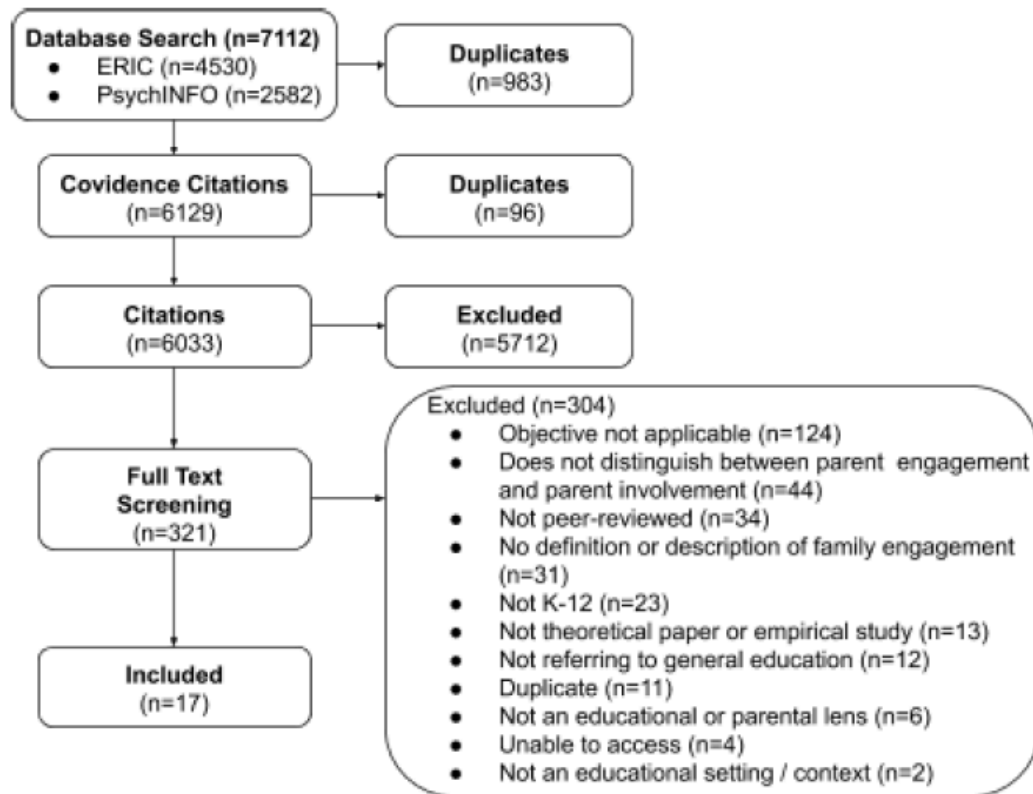 Database Search (n=7112)
● ERIC (n=4530)
● PsychINFO (n=2582)
Duplicates
(n=983)
Covidence Citations
(n=6129)
Duplicates
(n=96)
Citations
(n=6033)
Excluded
(n=5712)
Full Text
Screening
(n=321)
Excluded (n=304)
● Objective not applicable (n=124)
● Does not distinguish between parent engagement
and parent involvement (n=44)
● Not peer-reviewed (n=34)
● No definition or description of family engagement
(n=31)
● Not K-12 (n=23)
● Not theoretical paper or empirical study (n=13)
● Not referring to general education (n=12)
● Duplicate (n=11)
● Not an educational or parental lens (n=6)
● Unable to access (n=4)
● Not an educational setting / context (n=2)
Included
(n=17)